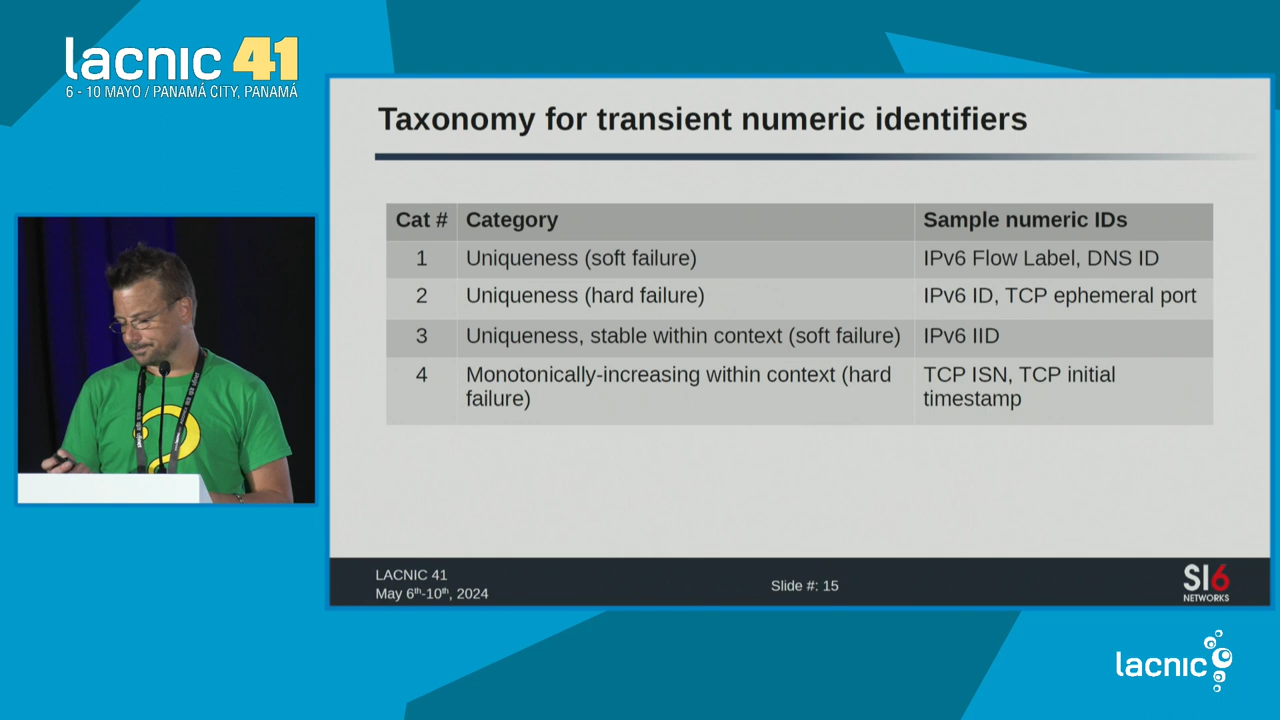 lacnic 41
6 - 10 MAYO / PANAMÁ CITY, PANAMÁ
Taxonomy for transient numeric identifiers
Cat # Category Sample numeric IDs
1 Uniqueness (soft failure) IPv6 Flow Label, DNS ID
2 Uniqueness (hard failure) IPv6 ID, TCP ephemeral port
3 Uniqueness, stable within context (soft failure) IPv6 IID
4 Monotonically-increasing within context (hard failure) TCP ISN, TCP initial timestamp
LACNIC 41
May 6th-10th, 2024
Slide #: 15
SI6
NETWORKS
lacnic